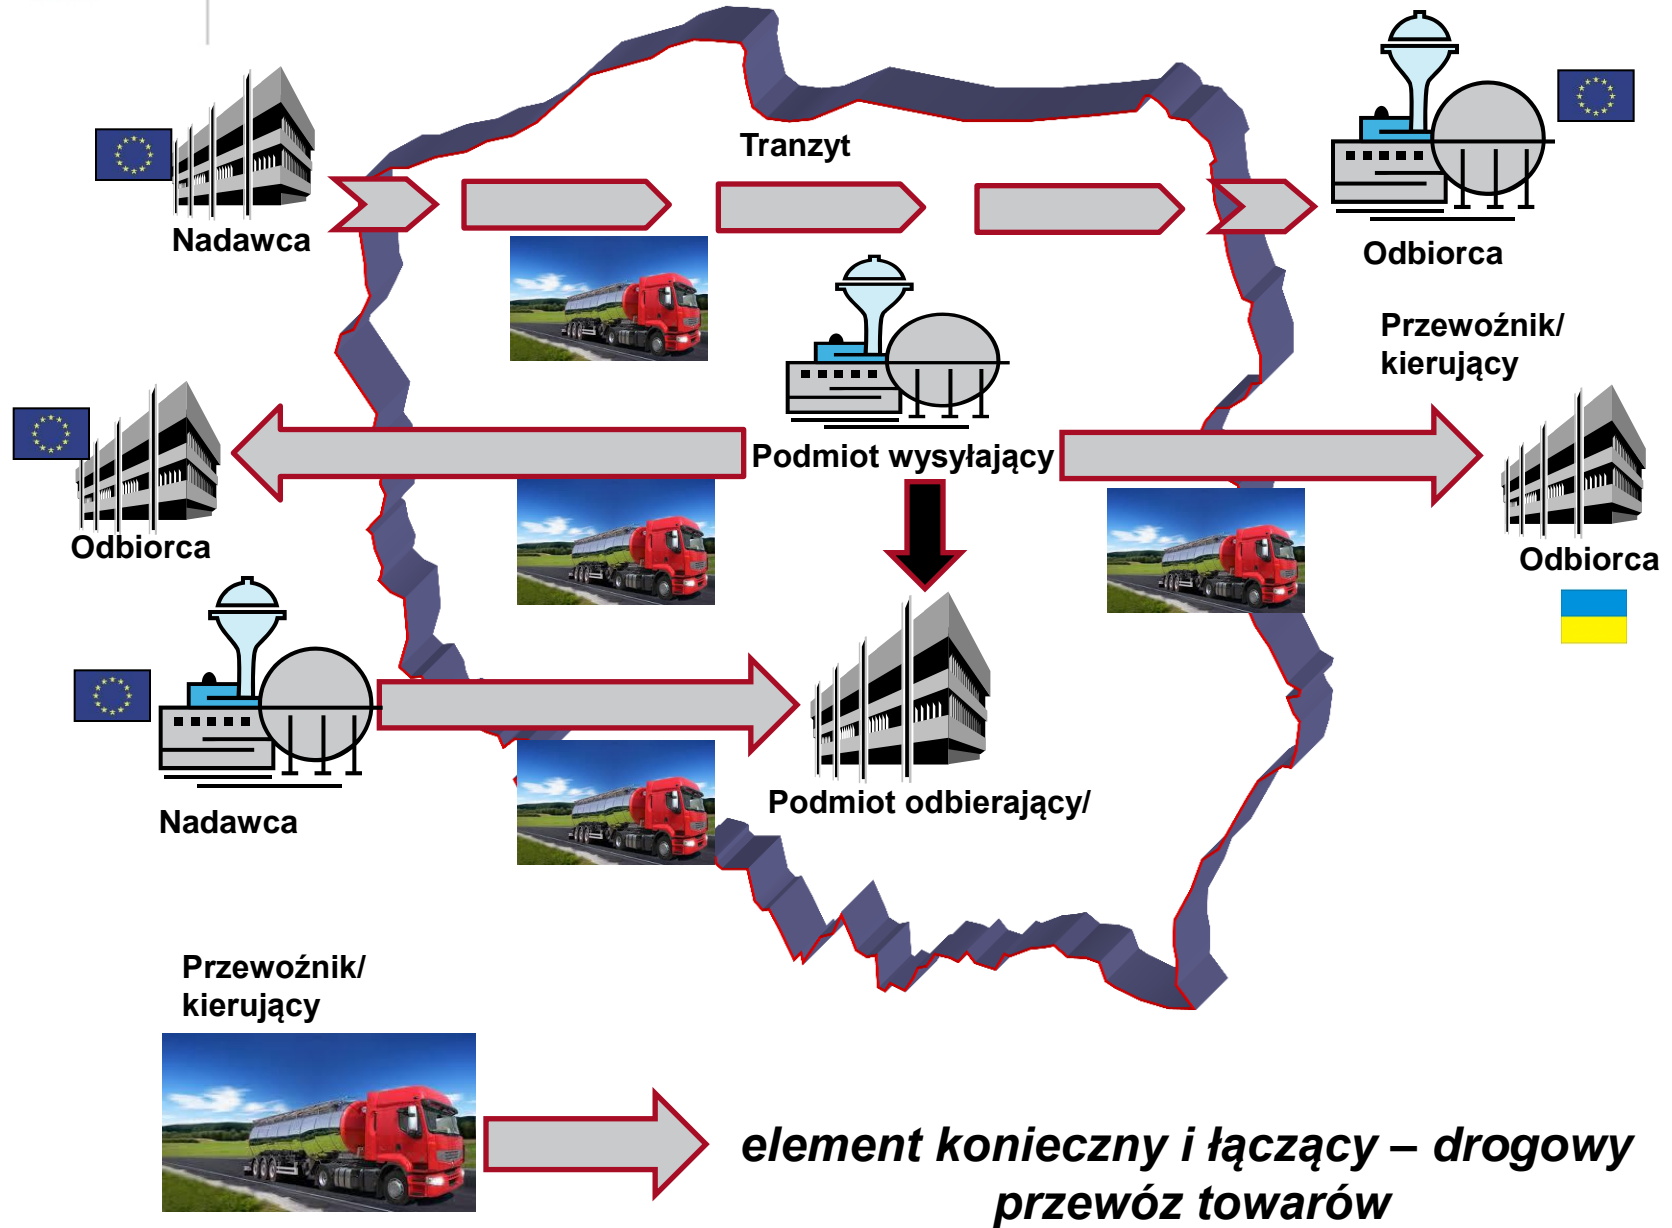 Tranzyt
Nadawca
Odbiorca
Przewoźnik/
kierujący
Podmiot wysyłający
Odbiorca
Odbiorca
Podmiot odbierający/
Nadawca
Przewoźnik/
kierujący
element konieczny i łączący – drogowy
przewóz towarów